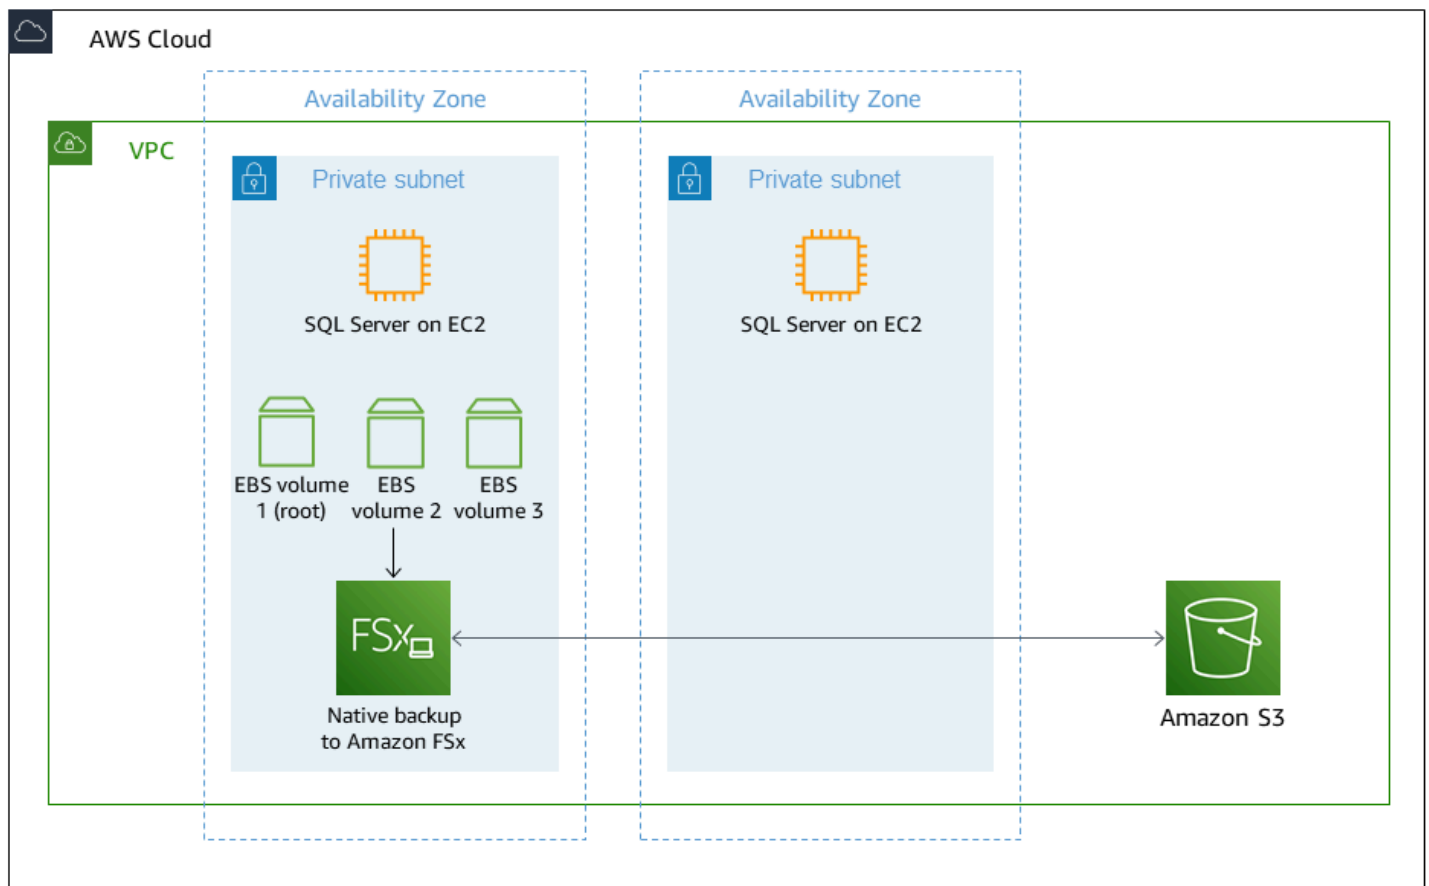 AWS Cloud
Availability Zone
Availability Zone
VPC
Private subnet
Private subnet
SQL Server on EC2
SQL Server on EC2
EBS volume
1 (root)
EBS
volume 2
EBS
volume 3
FSx
Native backup
to Amazon FSx
Amazon S3